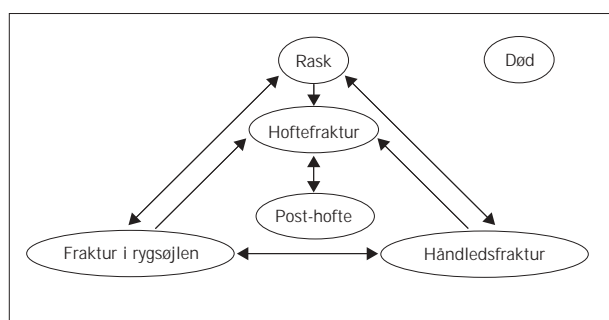 Rask
Død
Hoftefraktur
Post-hofte
Fraktur i rygsøjlen
Håndledsfraktur